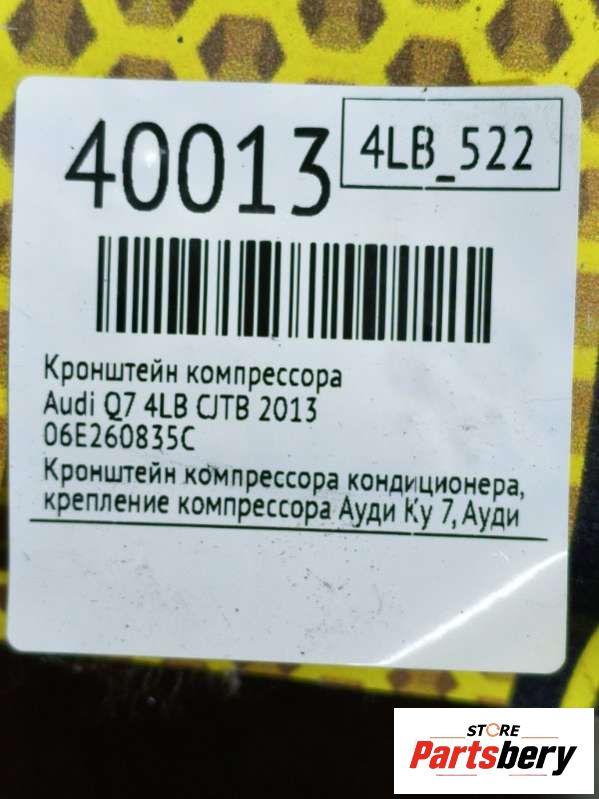 40013
4LB_522
Кронштейн компрессора
Audi Q7 4LB CJTB 2013
06E260835C
Кронштейн компрессора кондиционера,
крепление компрессора Ауди Ку 7, Ауди
STORE
Partsbery